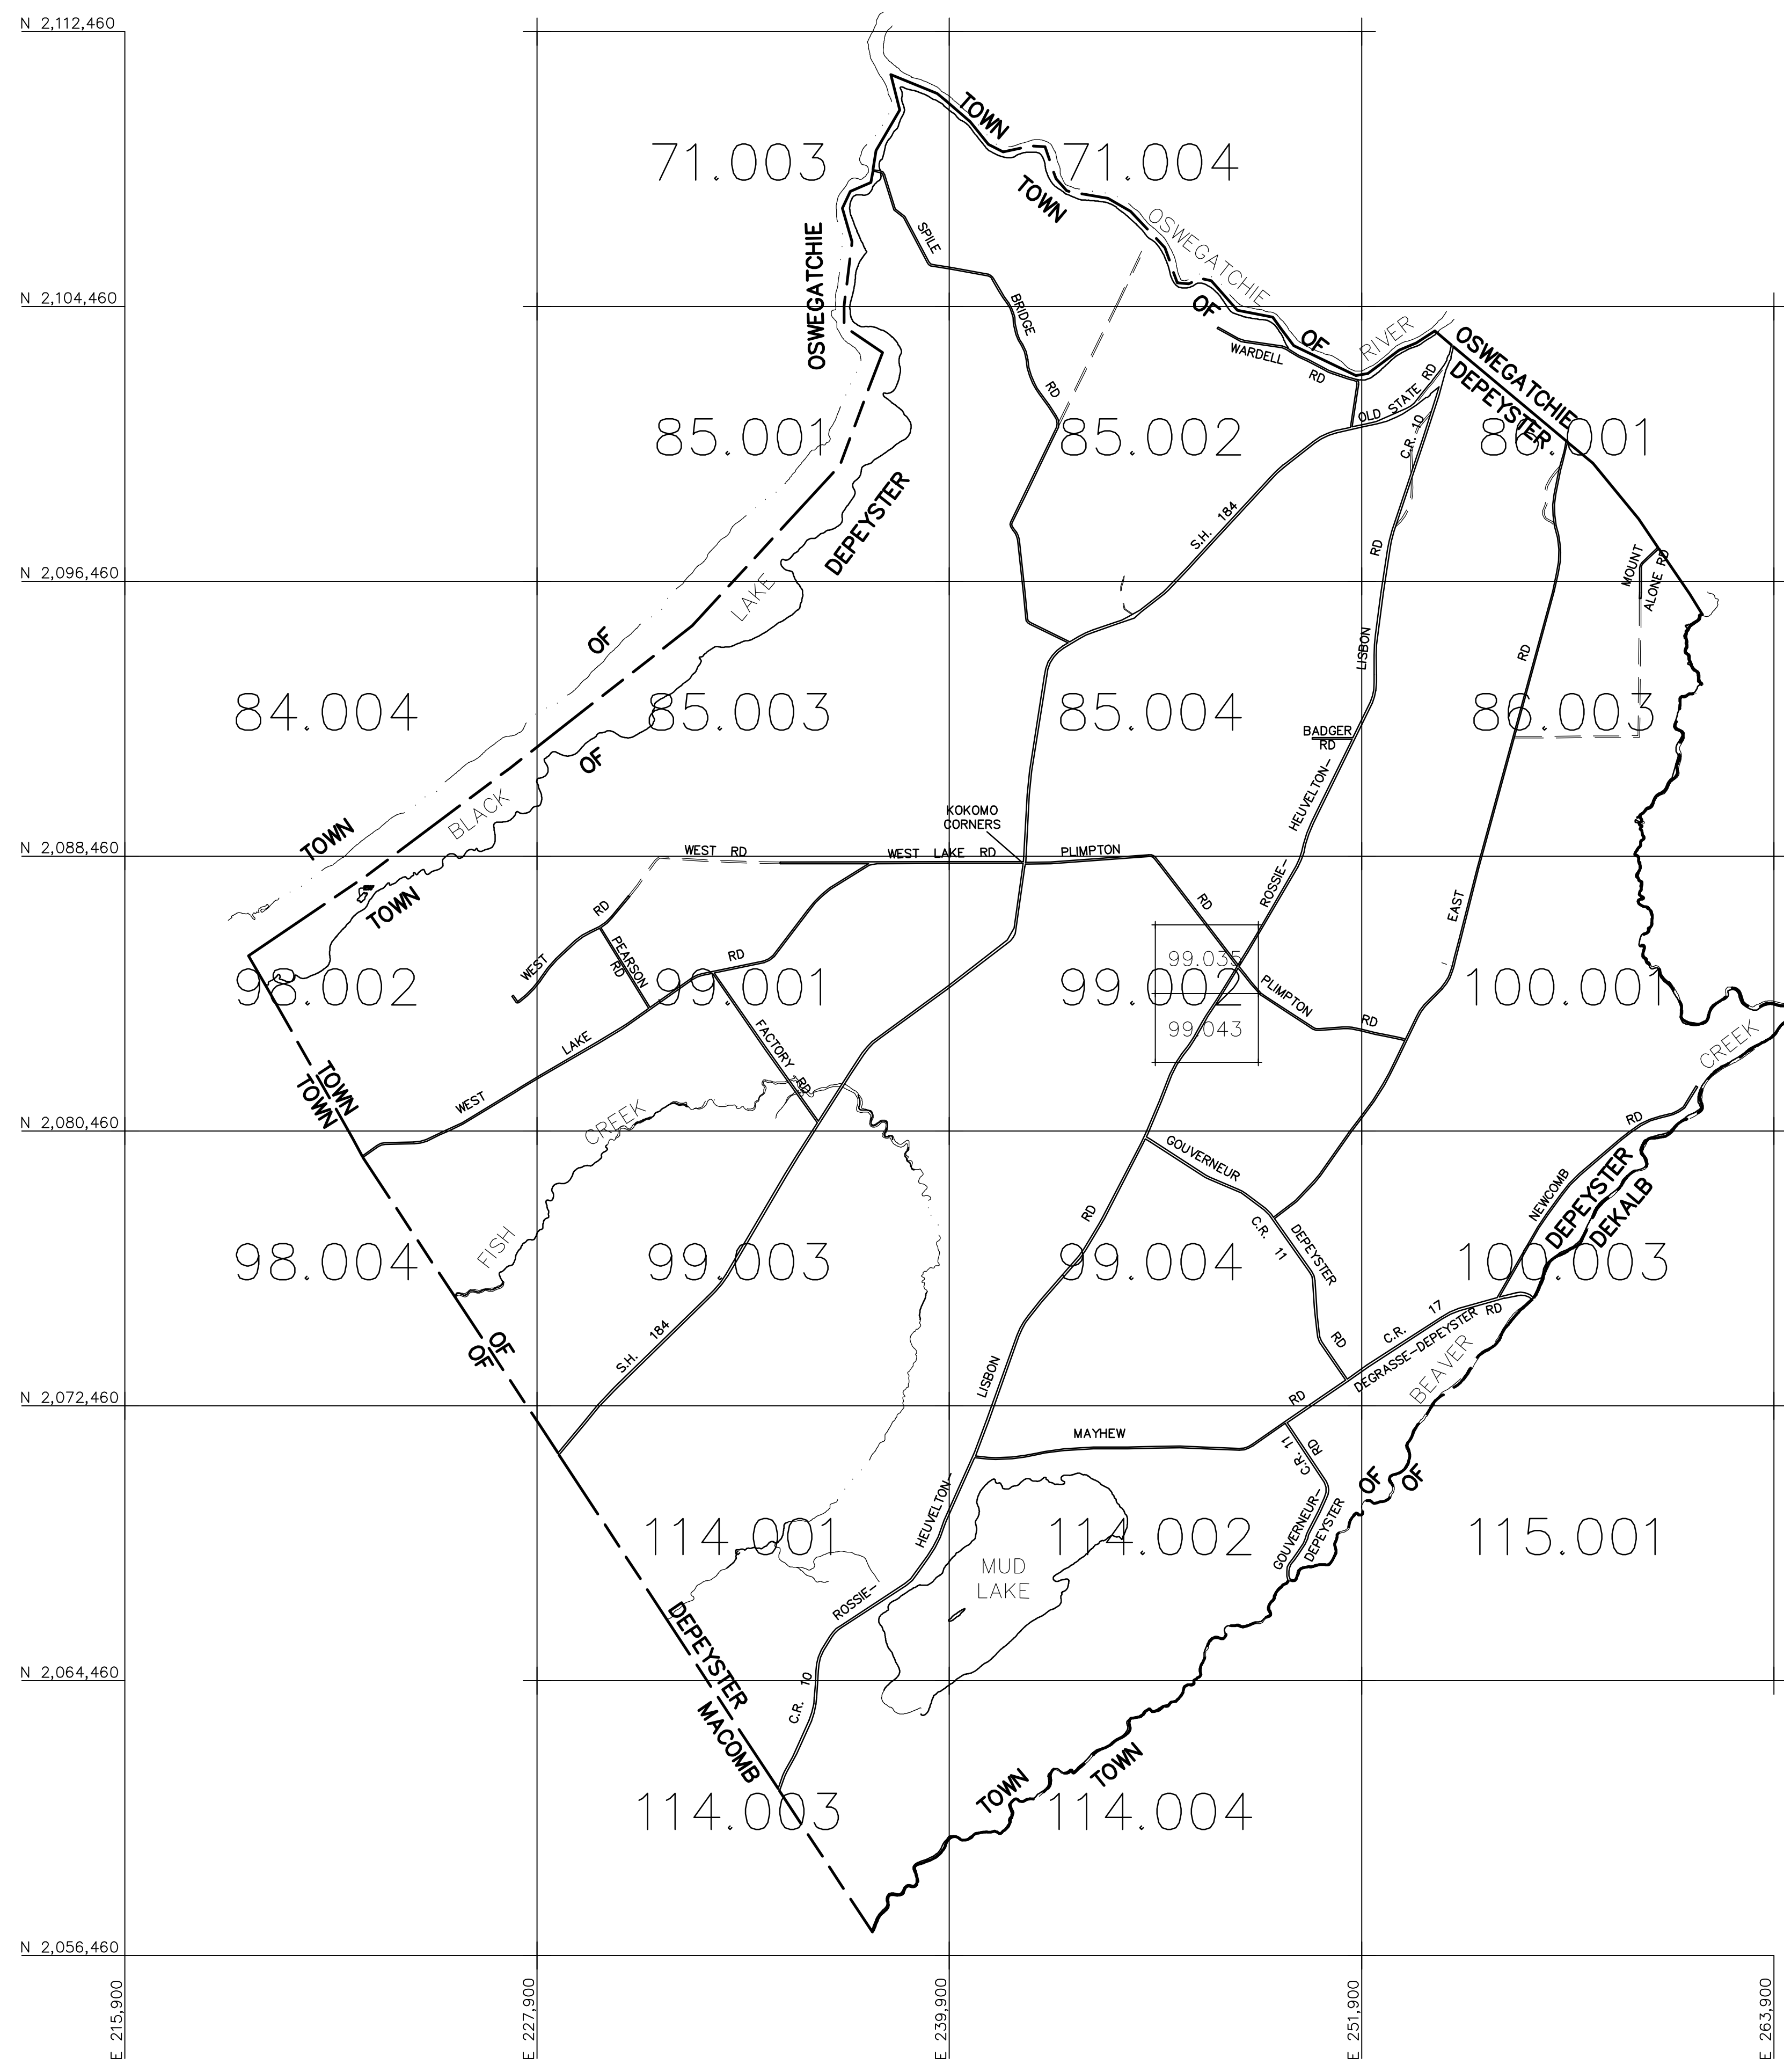 N 2,112,460
TOWN
71.003
71.004
TOWN
OSWEGATCHIE
SPILE
OSWEGATCHIE
N 2,104,460
BRIDGE
OF
OF
RIVER
WARDELL
RD
OSWEGATCHIE
DEPEYSTER
RD
OLD STATE RD
85.001
85.002
C.R. 10
86.001
DEPEYSTER
S.H. 184
RD
MOUNT
ALONE RD
N 2,096,460
LAKE
OF
LISBON
RD
84.004
85.003
85.004
86.003
BADGER
RD
OF
HEUVELTON-
BLACK
KOKOMO
CORNERS
TOWN
N 2,088,460
WEST RD
WEST LAKE RD
PLIMPTON
ROSSIE-
TOWN
RD
RD
EAST
PEARSON
RD
WEST
RD
99.035
98.002
99.001
99.002
100.001
PLIMPTON
RD
99.043
LAKE
FACTORY RD
CREEK
TOWN
TOWN
WEST
CREEK
N 2,080,460
RD
GOUVERNEUR
NEWCOMB
DEPEYSTER
DEKALB
RD
FISH
C.R. 11
DEPEYSTER
98.004
99.003
99.004
100.003
C.R. 17
RD
S.H. 184
OF
OF
LISBON
DEGRASSE-DEPEYSTER RD
BEAVER
N 2,072,460
RD
MAYHEW
C.R. 11
RD
OF
OF
HEUVELTON-
GOUVERNEUR-
DEPEYSTER
114.001
114.002
115.001
MUD
LAKE
ROSSIE-
DEPEYSTER
MACOMB
N 2,064,460
C.R. 10
TOWN
TOWN
114.003
114.004
N 2,056,460
E 215,900
E 227,900
E 239,900
E 251,900
E 263,900